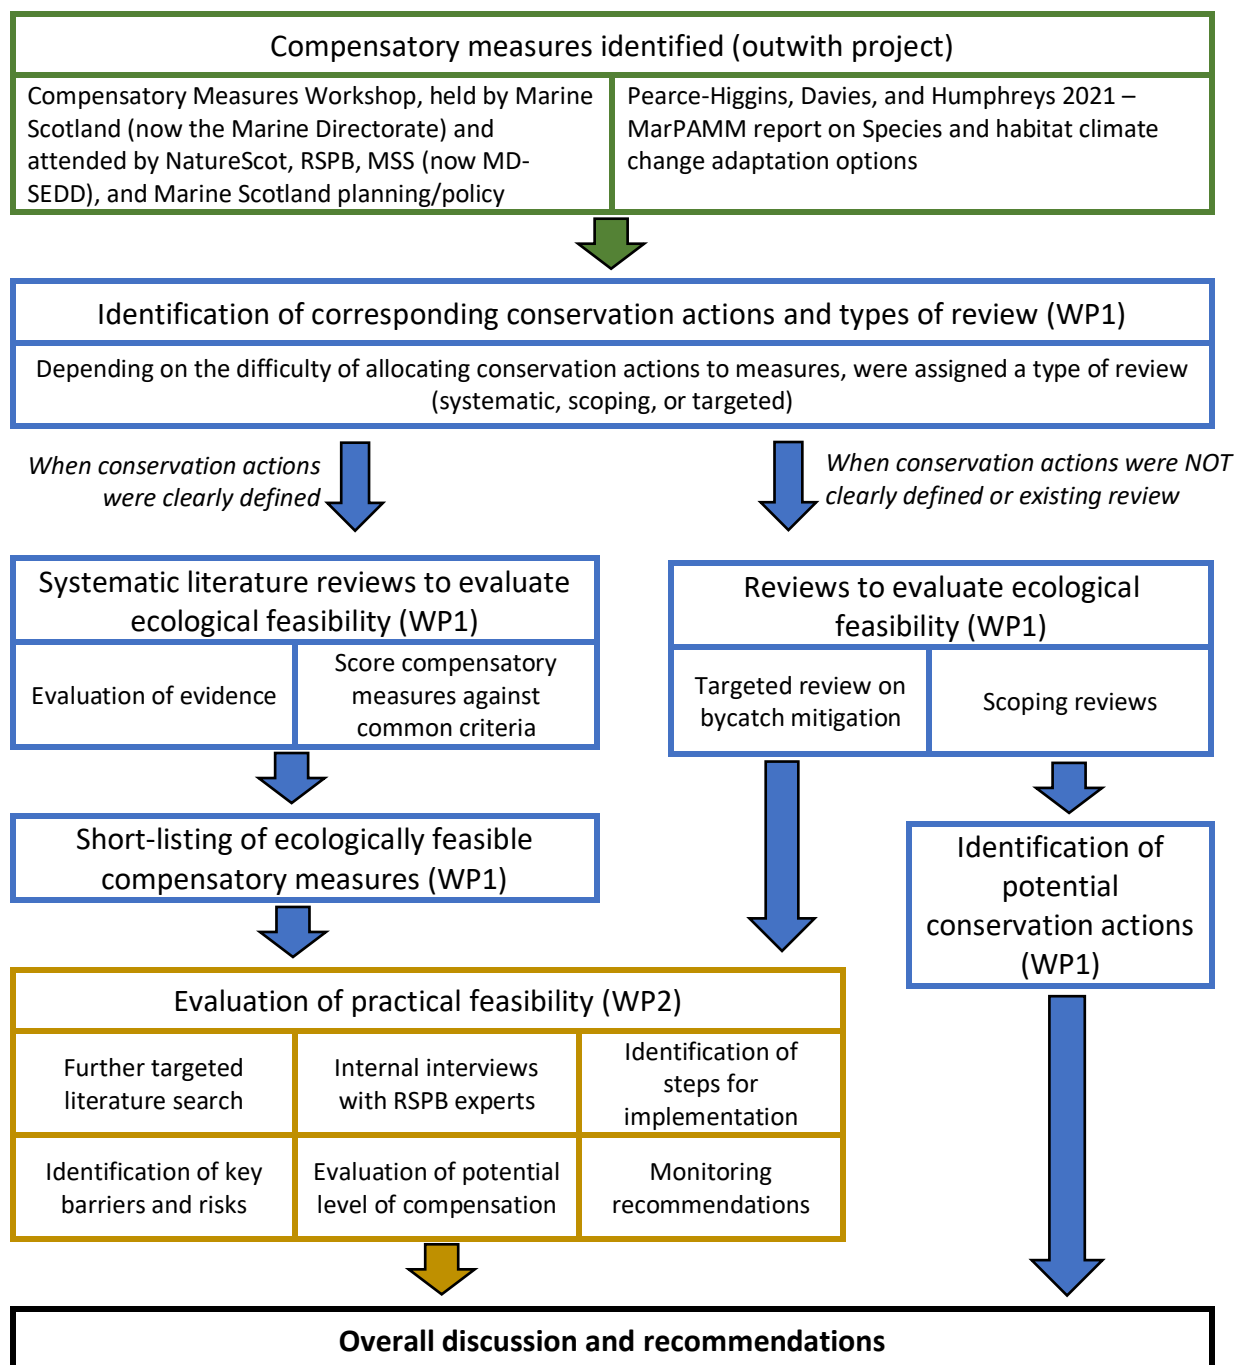 Compensatory measures identified (outwith project)
Compensatory Measures Workshop, held by Marine
Scotland (now the Marine Directorate) and
attended by NatureScot, RSPB, MSS (now MD-
SEDD), and Marine Scotland planning/policy
Pearce-Higgins, Davies, and Humphreys 2021 –
MarPAMM report on Species and habitat climate
change adaptation options
Identification of corresponding conservation actions and types of review (WP1)
Depending on the difficulty of allocating conservation actions to measures, were assigned a type of review
(systematic, scoping, or targeted)
When conservation actions
were clearly defined
When conservation actions were NOT
clearly defined or existing review
Systematic literature reviews to evaluate
ecological feasibility (WP1)
Evaluation of evidence
Score compensatory
measures against
common criteria
Reviews to evaluate ecological
feasibility (WP1)
Targeted review on
bycatch mitigation
Scoping reviews
Short-listing of ecologically feasible
compensatory measures (WP1)
Identification of
potential
conservation actions
(WP1)
Evaluation of practical feasibility (WP2)
Further targeted
literature search
Internal interviews
with RSPB experts
Identification of
steps for
implementation
Identification of key
barriers and risks
Evaluation of potential
level of compensation
Monitoring
recommendations
Overall discussion and recommendations